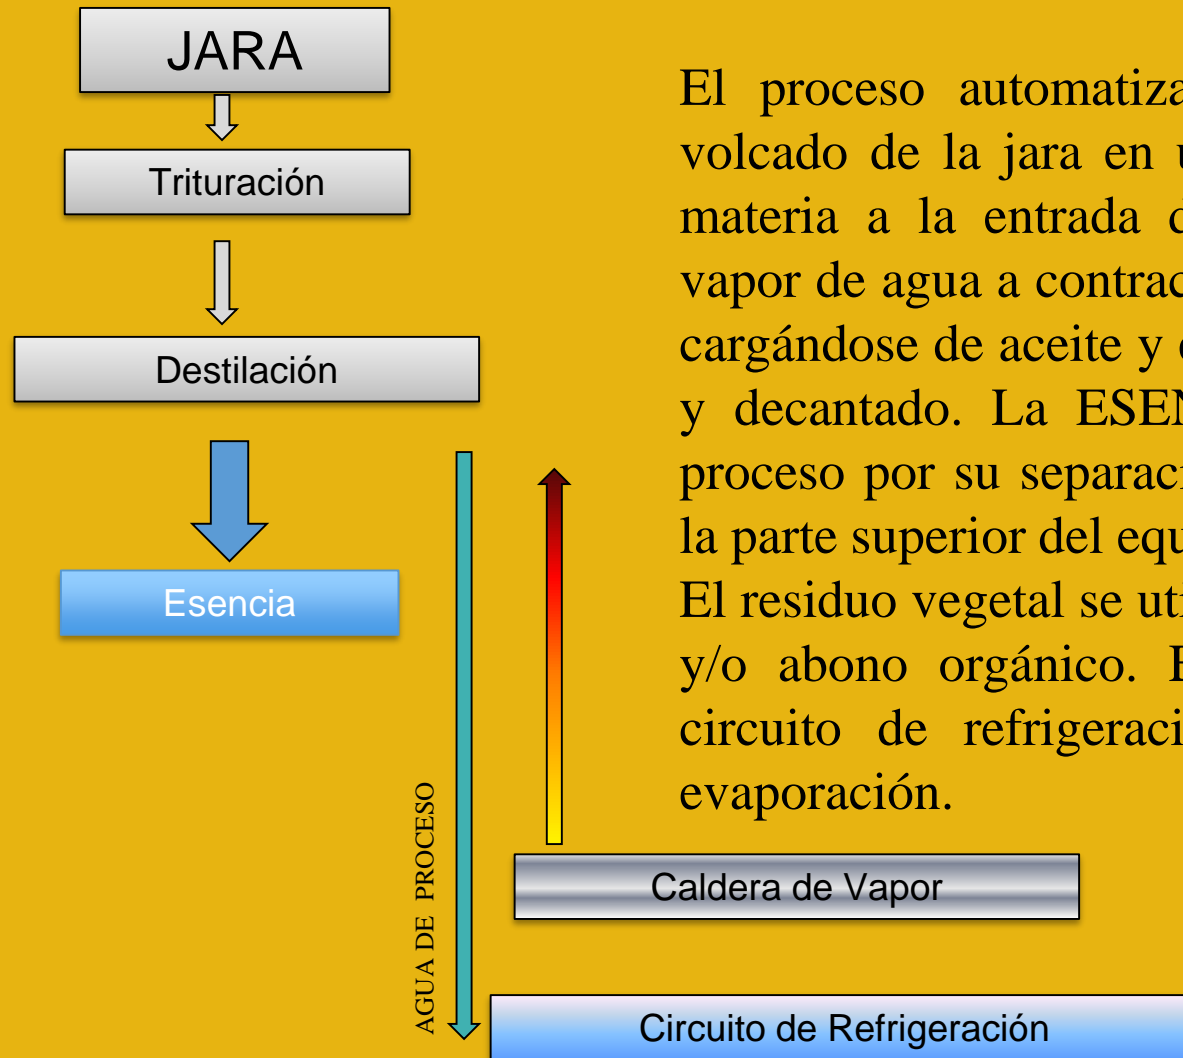 JARA
Trituración
Destilación
Esencia
El proceso automatiza
volcado de la jara en
materia a la entrada
vapor de agua a contrac
cargándose de aceite y
y decantado. La ESEN
proceso por su separaci
la parte superior del equ
El residuo vegetal se uti
y/o abono orgánico.
circuito de refrigeraci
evaporación.
AGUA DE PROCESO
Caldera de Vapor
Circuito de Refrigeración